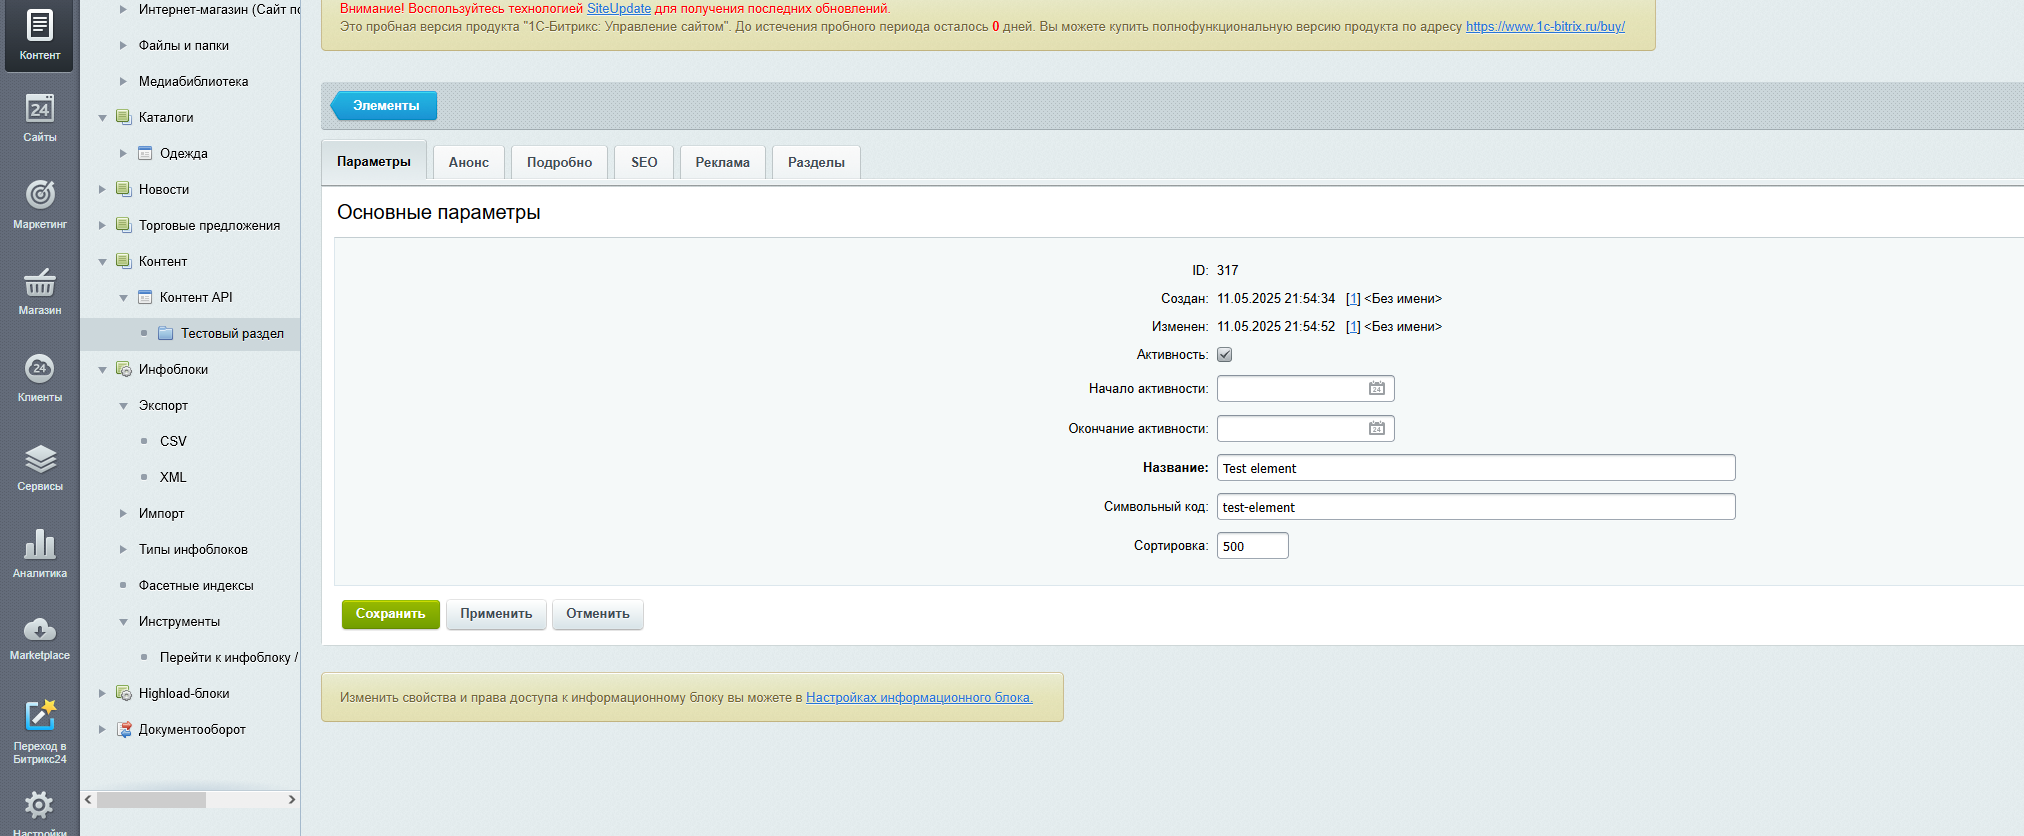 Контент
Сайты
Маркетинг
Магазин
Клиенты
Сервисы
Аналитика
Marketplace
Переход в
Битрикс24
Настройки
Интернет-магазин (Сайт по
Файлы и папки
Медиабиблиотека
Каталоги
Одежда
Новости
Торговые предложения
Контент
Контент API
Тестовый раздел
Инфоблоки
Экспорт
CSV
XML
Импорт
Типы инфоблоков
Фасетные индексы
Инструменты
Перейти к инфоблоку /
Highload-блоки
Документооборот
Внимание! Воспользуйтесь технологией SiteUpdate для получения последних обновлений.
Это пробная версия продукта "1С-Битрикс: Управление сайтом". До истечения пробного периода осталось 0 дней. Вы можете купить полнофункциональную версию продукта по адресу https://www.1c-bitrix.ru/buy/
Элементы
Параметры Анонс Подробно SEO Реклама Разделы
Основные параметры
ID: 317
Создан: 11.05.2025 21:54:34 [1] <Без имени>
Изменен: 11.05.2025 21:54:52 [1] <Без имени>
Активность:
Начало активности:
Окончание активности:
Название: Test element
Символьный код: test-element
Сортировка: 500
Сохранить Применить Отменить
Изменить свойства и права доступа к информационному блоку вы можете в Настройках информационного блока.